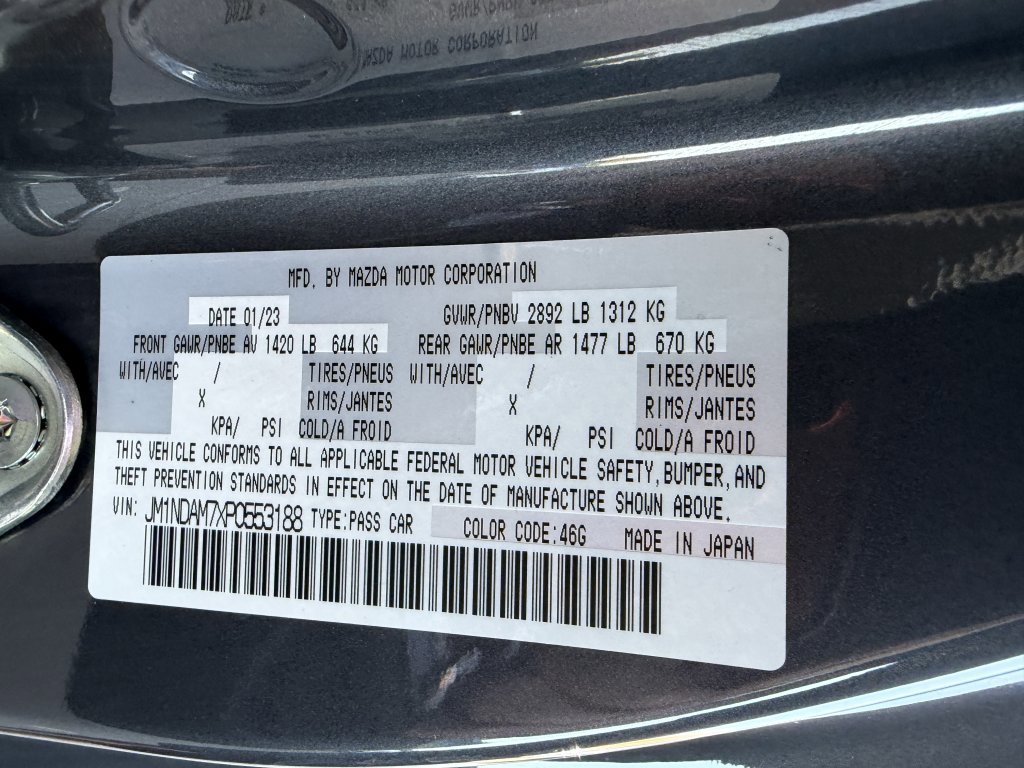 DATE
MAZDA MOTOR CORPORATION
MFD. BY MAZDA MOTOR CORPORATION
DATE 01/23 GVWR/PNBV 2892 LB 1312 KG
FRONT GAWR/PNBE AV 1420 LB 644 KG REAR GAWR/PNBE AR 1477 LB 670 KG
WITH/AVEC / TIRES/PNEUS WITH/AVEC / TIRES/PNEUS
X RIMS/JANTES X RIMS/JANTES
KPA/ PSI COLD/A FROID KPA/ PSI COLD/A FROID
THIS VEHICLE CONFORMS TO ALL APPLICABLE FEDERAL MOTOR VEHICLE SAFETY, BUMPER, AND
THEFT PREVENTION STANDARDS IN EFFECT ON THE DATE OF MANUFACTURE SHOWN ABOVE.
VIN: JM1NDAM7XP0553188 TYPE:PASS CAR COLOR CODE:46G MADE IN JAPAN